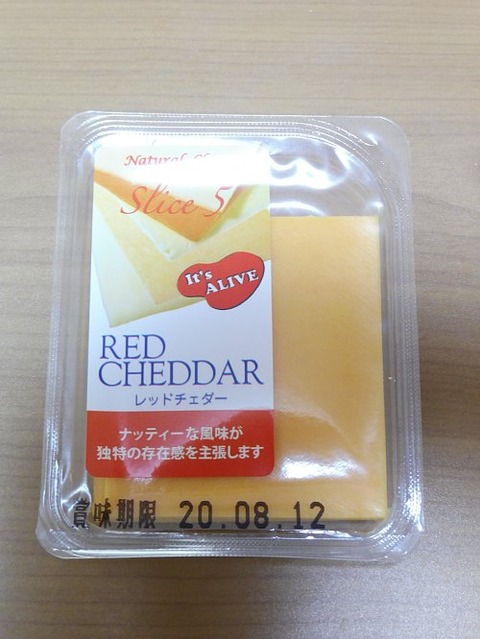 Natural
Slice 5
It's
ALIVE
RED
CHEDDAR
レッドチェダー
ナッティーな風味が
独特の存在感を主張します
賞味期限 20.08.12